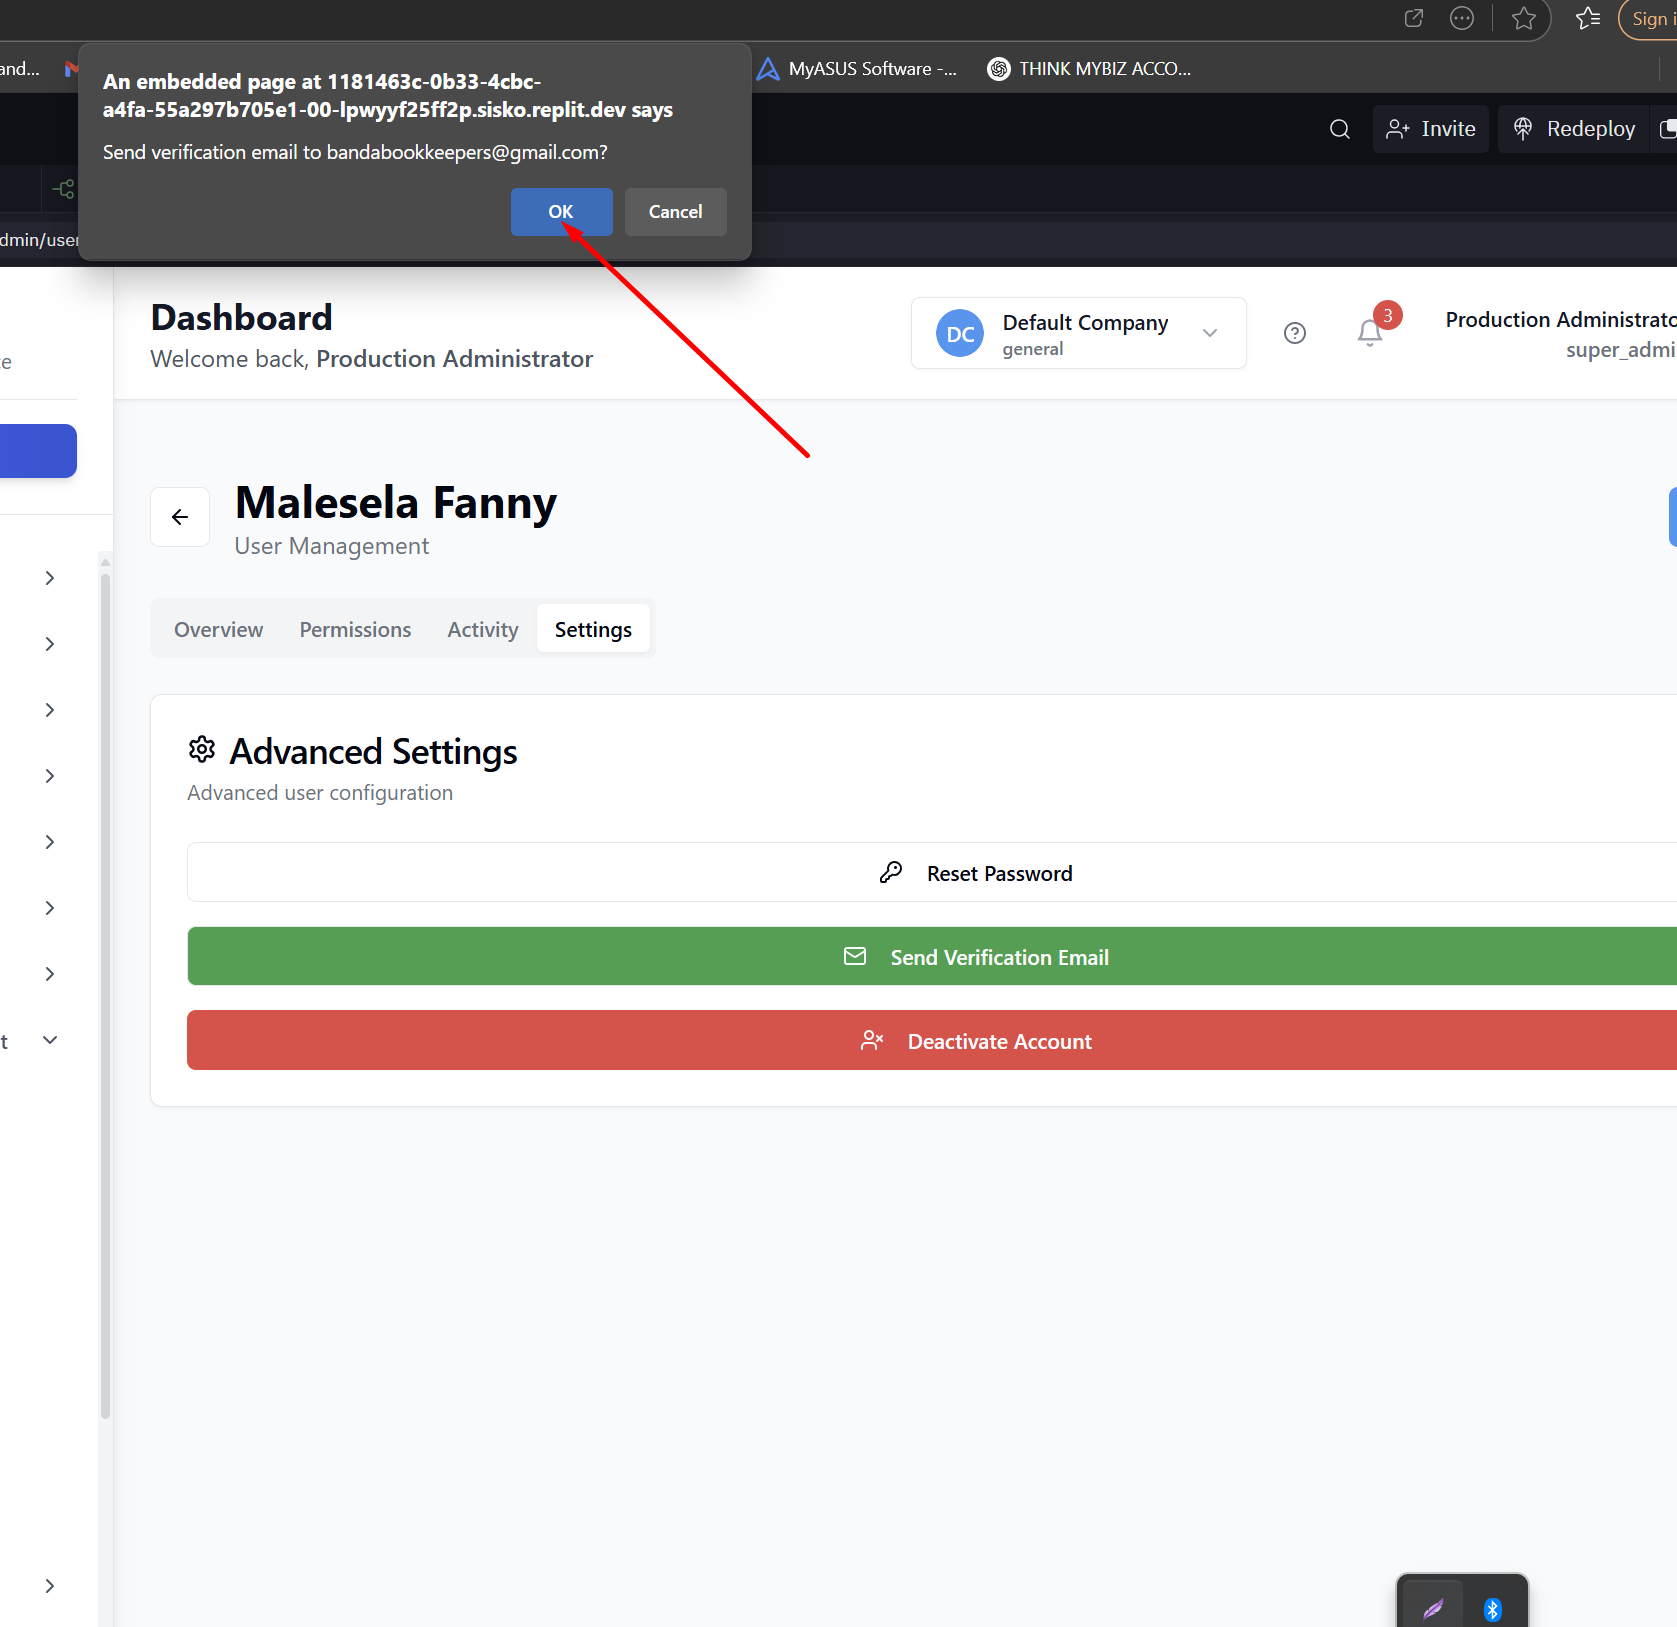 Sign i
and...
MyASUS Software -...
THINK MYBIZ ACCO...
An embedded page at 1181463c-0b33-4cbc-
a4fa-55a297b705e1-00-lpwyyf25ff2p.sisko.replit.dev says
Send verification email to bandabookkeepers@gmail.com?
OK
Cancel
Invite
Redeploy
dmin/user
Dashboard
Welcome back, Production Administrator
DC
Default Company
general
3
Production Administrato
super_admi
e
Malesela Fanny
User Management
Overview
Permissions
Activity
Settings
Advanced Settings
Advanced user configuration
Reset Password
Send Verification Email
Deactivate Account
t